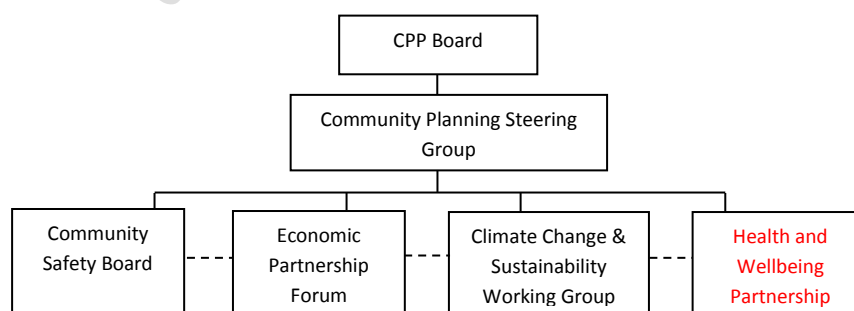 CPP Board
Community Planning Steering
Group
Community
Safety Board
Economic
Partnership
Forum
Climate Change &
Sustainability
Working Group
Health and
Wellbeing
Partnership